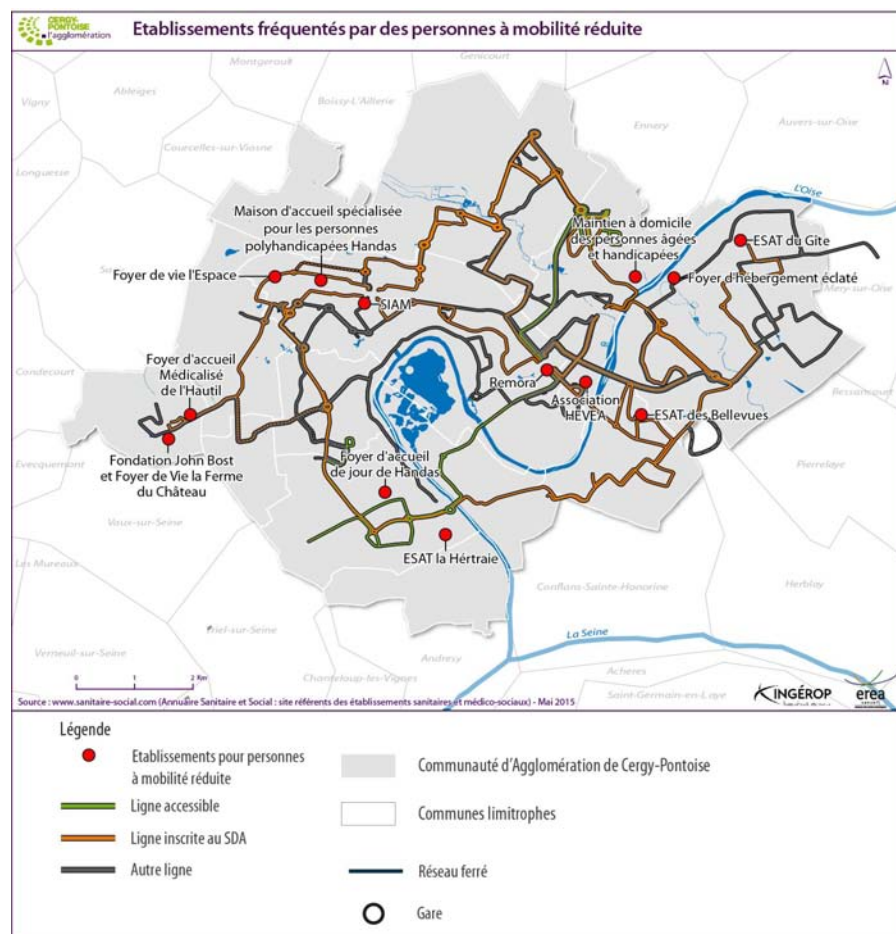 CERGY-
PONTOISE
l'agglomération
Etablissements fréquentés par des personnes à mobilité réduite
Montgeroult
Génicourt
N
Vigny
Ableiges
Boissy-L'Aillerie
Ennery
Auvers-sur-Oise
Courcelles-sur-Viosne
Longuesse
L'Oise
Maison d'accueil spécialisée
pour les personnes
polyhandicapées Handas
Maintien à domicile
des personnes âgées
et handicapées
ESAT du Gite
Foyer de vie l'Espace
Foyer d'hébergement éclaté
Mery-sur-Oise
SIAM
Foyer d'accueil
Médicalisé
de l'Hautil
Condecourt
Remora
Association
HEVEA
Bessancourt
ESAT des Bellevues
Evecquemont
Fondation John Bost
et Foyer de Vie la Ferme
du Château
Foyer d'accueil
de jour de Handas
Pierrelaye
Vaux-sur-Seine
ESAT la Hértraie
Les Mureaux
Conflans-Sainte-Honorine
Herblay
Triel-sur-Seine
La Seine
Verneuil-sur-Seine
Andresy
Acheres
0 2 Km
Chanteloup-les-Vignes
Saint-Germain-en-Laye
Source : www.sanitaire-social.com (Annuaire Sanitaire et Social : site référents des établissements sanitaires et médico-sociaux) - Mai 2015
INGÉROP
erea
Légende
Etablissements pour personnes
à mobilité réduite
Ligne accessible
Ligne inscrite au SDA
Autre ligne
Communauté d'Agglomération de Cergy-Pontoise
Communes limitrophes
Réseau ferré
Gare